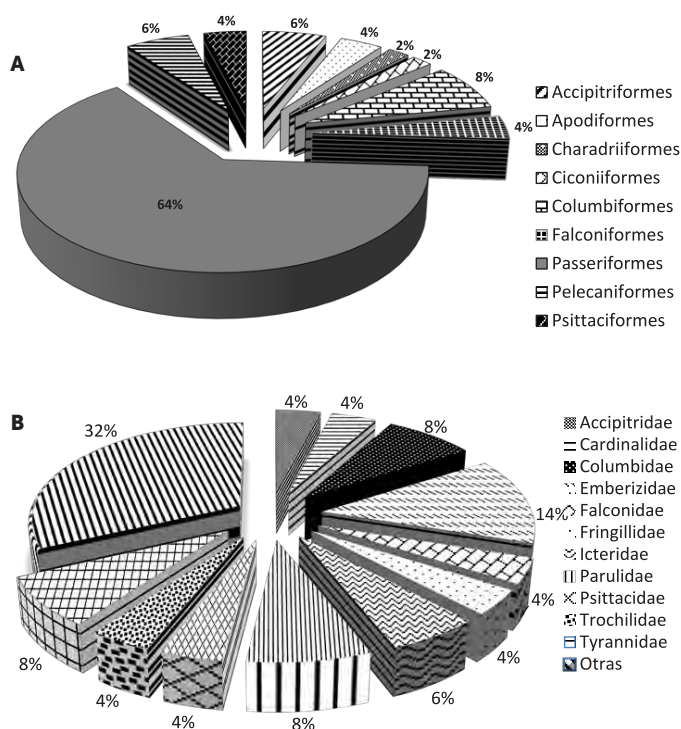 A
6%
4%
6%
4%
2%
2%
8%
4%
64%
Accipitriformes
Apodiformes
Charadriiformes
Ciconiiformes
Columbiformes
Falconiformes
Passeriformes
Pelecaniformes
Psittaciformes
B
32%
4%
4%
8%
14%
4%
4%
6%
8%
4%
4%
8%
Accipitridae
Cardinalidae
Columbidae
Emberizidae
Falconidae
Fringillidae
Icteridae
Parulidae
Psittacidae
Trochilidae
Tyrannidae
Otras